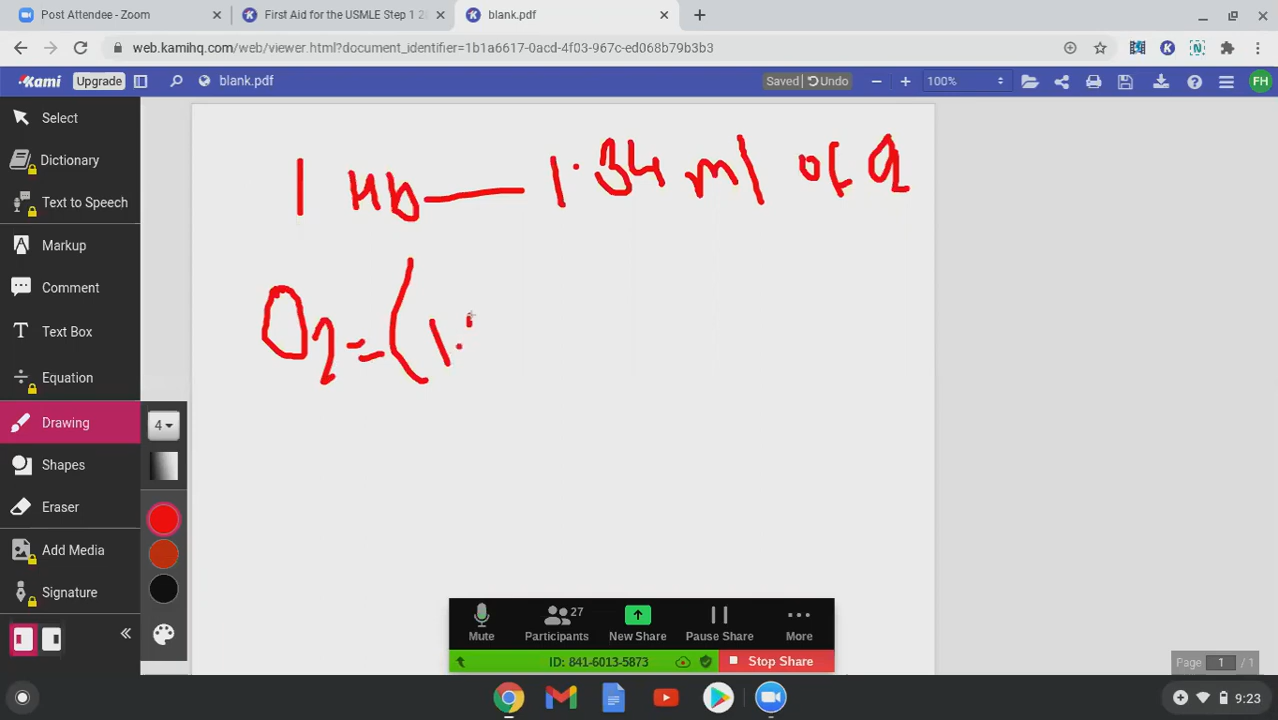 Post Attendee - Zoom
First Aid for the USMLE Step 1 2
blank.pdf
web.kamihq.com/web/viewer.html?document_identifier=1b1a6617-0acd-4f03-967c-ed068b79b3b3
Kami Upgrade blank.pdf Saved Undo 100% FH
Select
Dictionary
Text to Speech
Markup
Comment
Text Box
Equation
Drawing
4
Shapes
Eraser
Add Media
Signature
1 Hb — 1.34 ml of O2
O2 = (1.
27
Mute Participants New Share Pause Share More
ID: 841-6013-5873 Stop Share
Page 1 / 1
9:23